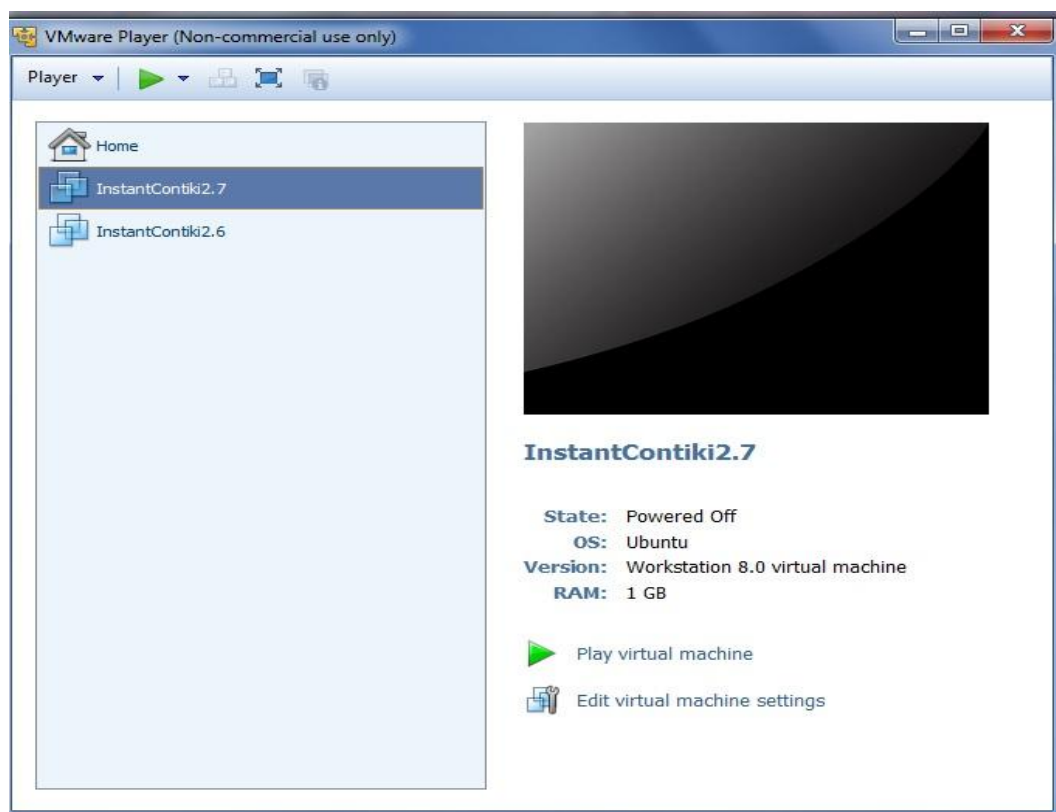 VMware Player (Non-commercial use only)
Player
Home
InstantContiki2.7
InstantContiki2.6
InstantContiki2.7
State: Powered Off
OS: Ubuntu
Version: Workstation 8.0 virtual machine
RAM: 1 GB
Play virtual machine
Edit virtual machine settings